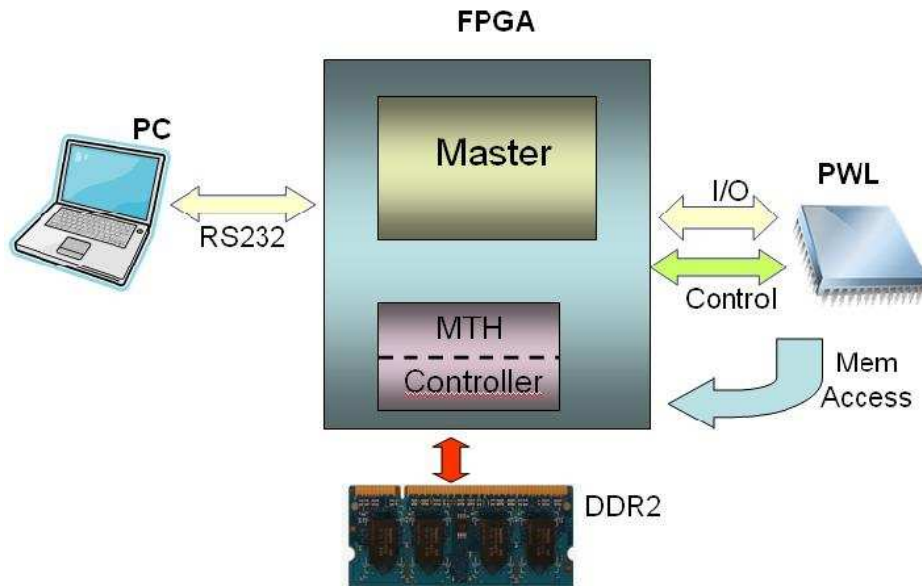 FPGA
PC
Master
RS232
I/O
PWL
Control
MTH
Controller
Mem
Access
DDR2